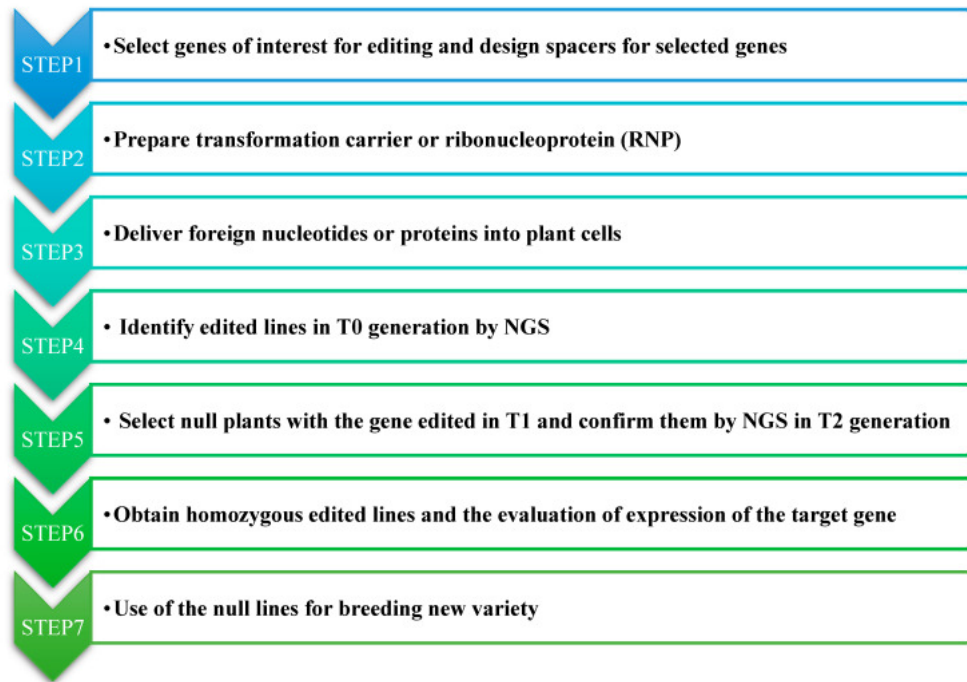 STEP1
•Select genes of interest for editing and design spacers for selected genes
STEP2
•Prepare transformation carrier or ribonucleoprotein (RNP)
STEP3
•Deliver foreign nucleotides or proteins into plant cells
STEP4
• Identify edited lines in T0 generation by NGS
STEP5
• Select null plants with the gene edited in T1 and confirm them by NGS in T2 generation
STEP6
•Obtain homozygous edited lines and the evaluation of expression of the target gene
STEP7
•Use of the null lines for breeding new variety